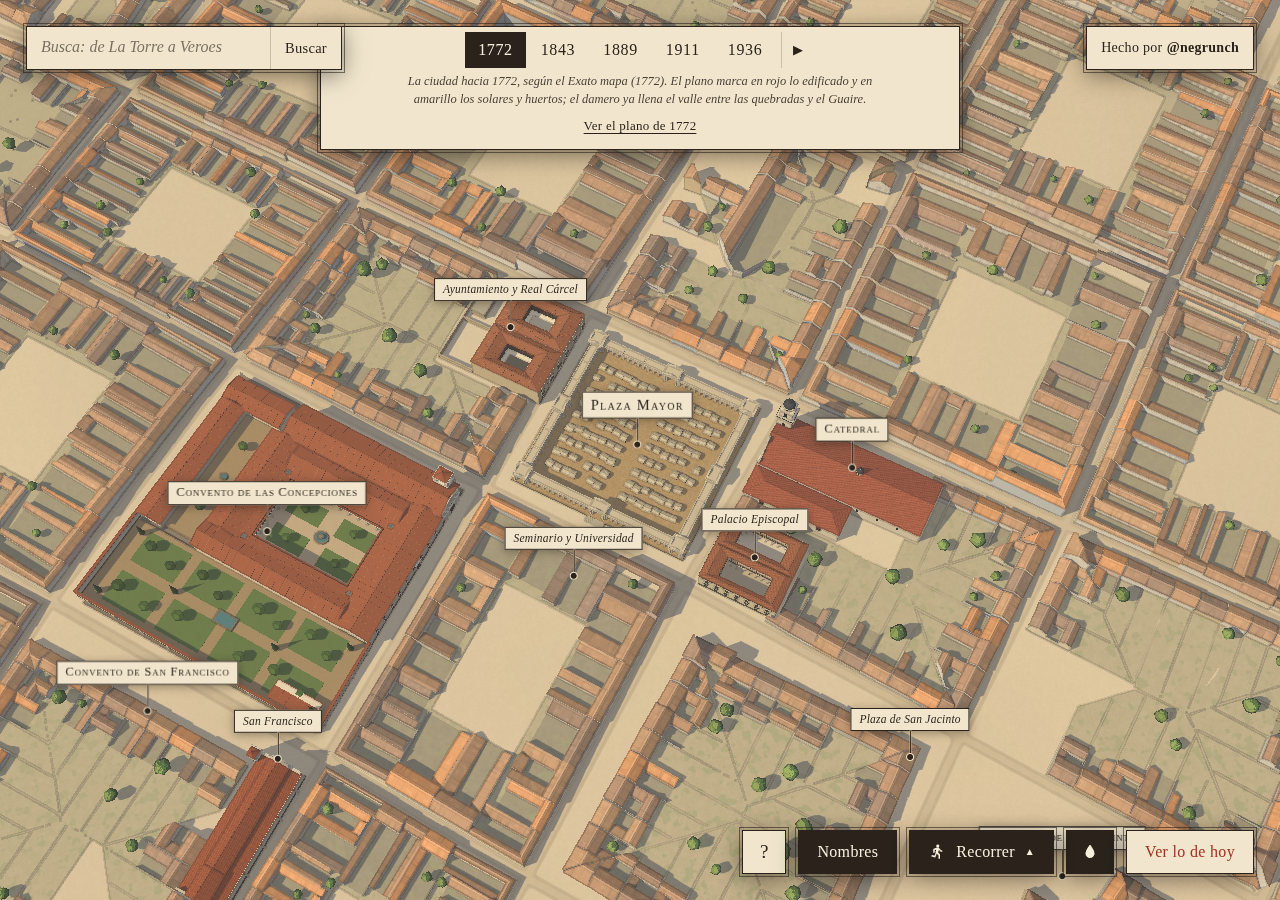 Busca: de La Torre a Veroes
Buscar
1772 1843 1889 1911 1936 ▶
La ciudad hacia 1772, según el Exato mapa (1772). El plano marca en rojo lo edificado y en
amarillo los solares y huertos; el damero ya llena el valle entre las quebradas y el Guaire.
Ver el plano de 1772
Hecho por @negrunch
Ayuntamiento y Real Cárcel
Plaza Mayor
Catedral
Convento de las Concepciones
Palacio Episcopal
Seminario y Universidad
Convento de San Francisco
San Francisco
Plaza de San Jacinto
?
Nombres
Recorrer ▲
Ver lo de hoy